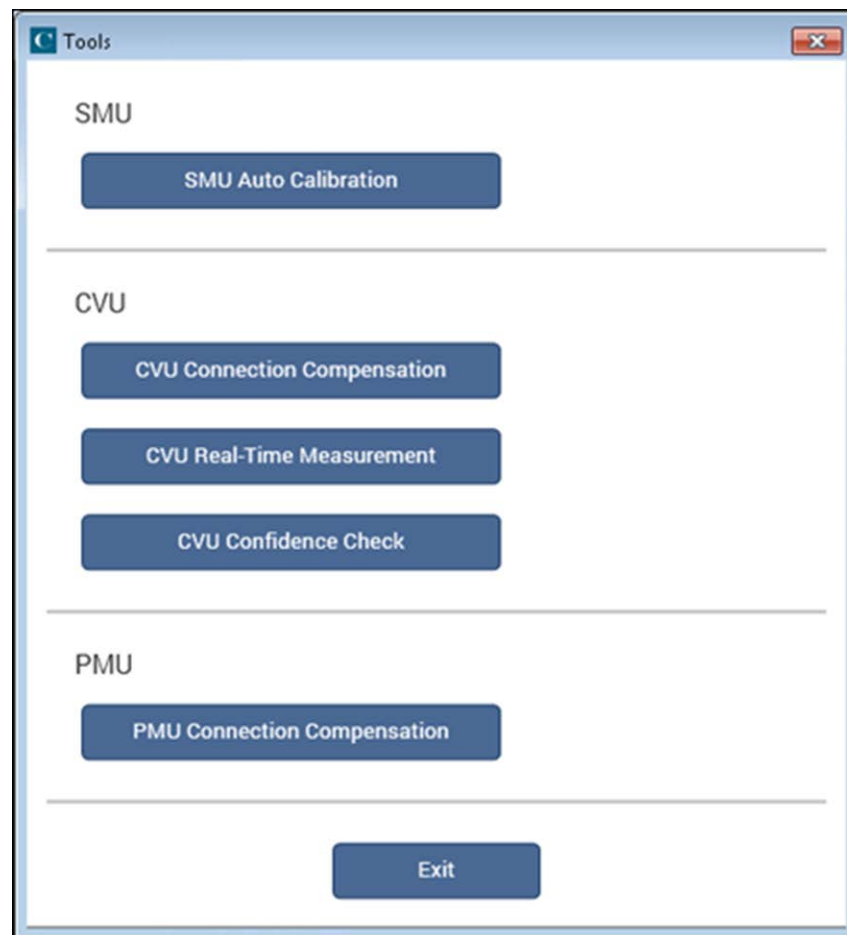 C Tools
SMU
SMU Auto Calibration
CVU
CVU Connection Compensation
CVU Real-Time Measurement
CVU Confidence Check
PMU
PMU Connection Compensation
Exit